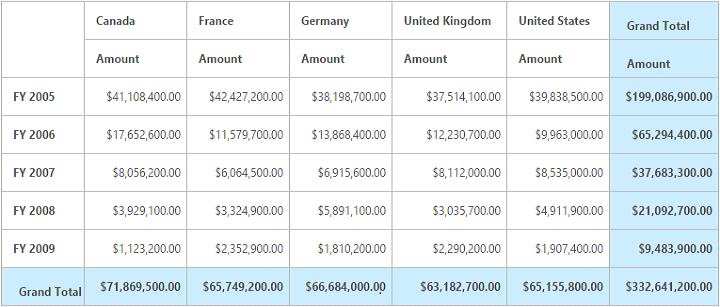 Canada France Germany United Kingdom United States Grand Total
Amount Amount Amount Amount Amount Amount
FY 2005 $41,108,400.00 $42,427,200.00 $38,198,700.00 $37,514,100.00 $39,838,500.00 $199,086,900.00
FY 2006 $17,652,600.00 $11,579,700.00 $13,868,400.00 $12,230,700.00 $9,963,000.00 $65,294,400.00
FY 2007 $8,056,200.00 $6,064,500.00 $6,915,600.00 $8,112,000.00 $8,535,000.00 $37,683,300.00
FY 2008 $3,929,100.00 $3,324,900.00 $5,891,100.00 $3,035,700.00 $4,911,900.00 $21,092,700.00
FY 2009 $1,123,200.00 $2,352,900.00 $1,810,200.00 $2,290,200.00 $1,907,400.00 $9,483,900.00
Grand Total $71,869,500.00 $65,749,200.00 $66,684,000.00 $63,182,700.00 $65,155,800.00 $332,641,200.00